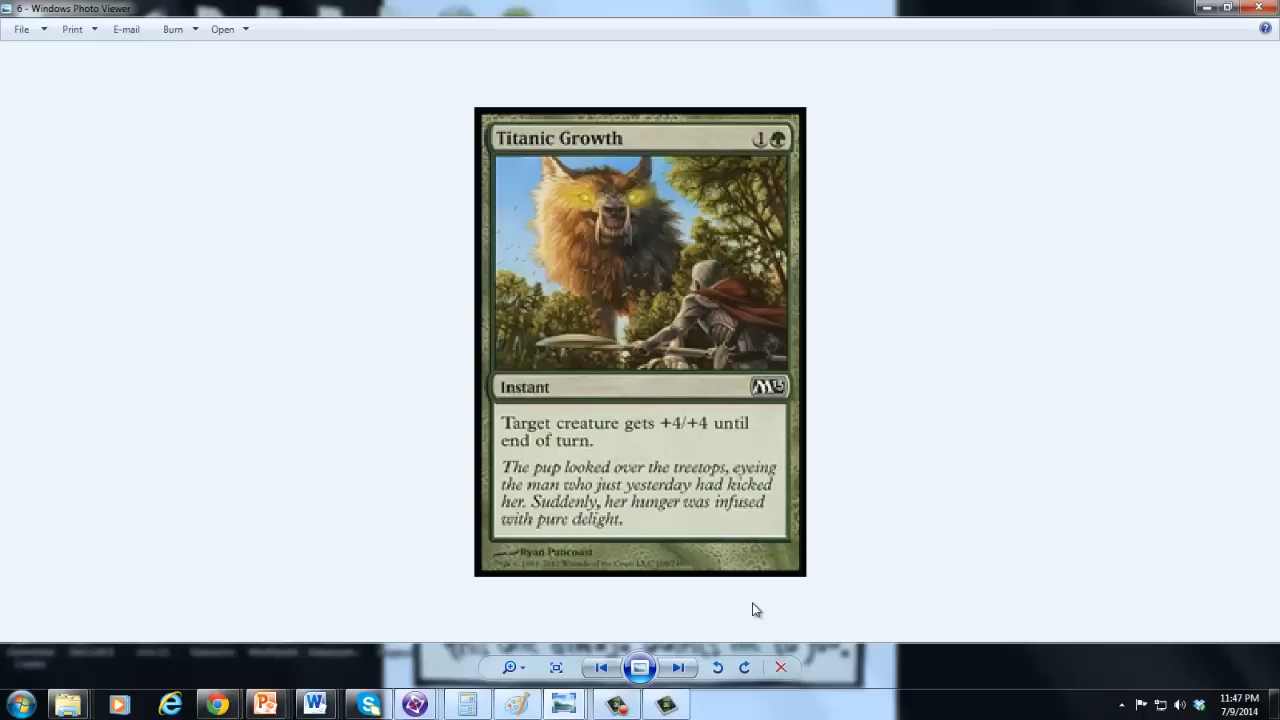 6 - Windows Photo Viewer
File Print E-mail Burn Open
Titanic Growth 1
Instant M15
Target creature gets +4/+4 until
end of turn.
The pup looked over the treetops, eyeing
the man who just yesterday had kicked
her. Suddenly, her hunger was infused
with pure delight.
Ryan Pancoast
11:47 PM
7/9/2014